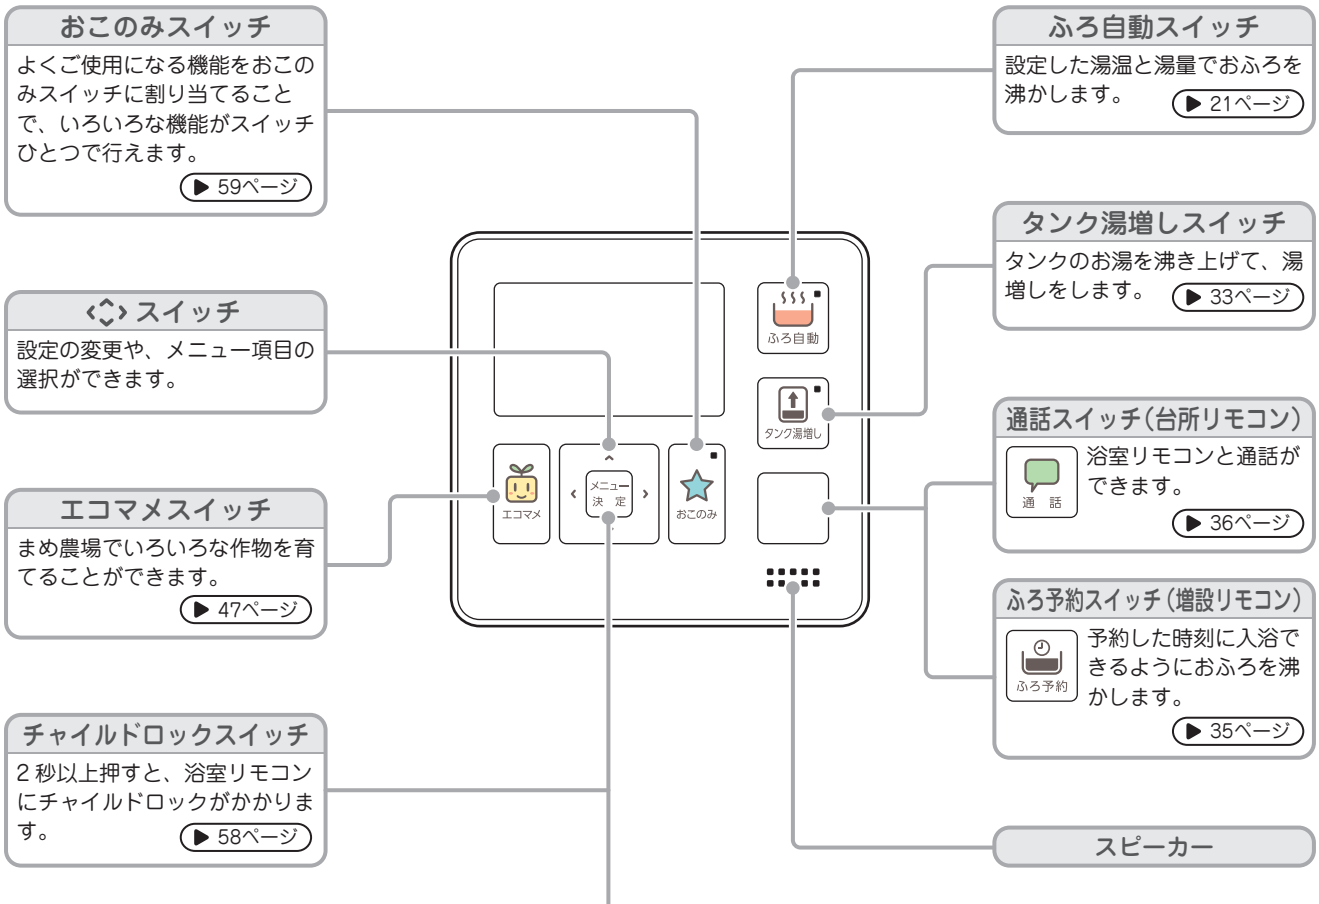 おこのみスイッチ
よくご使用になる機能をおこの
みスイッチに割り当てること
で、いろいろな機能がスイッチ
ひとつで行えます。
▶ 59ページ
スイッチ
設定の変更や、メニュー項目の
選択ができます。
エコマメスイッチ
まめ農場でいろいろな作物を育
てることができます。
▶ 47ページ
チャイルドロックスイッチ
2 秒以上押すと、浴室リモコン
にチャイルドロックがかかりま
す。
▶ 58ページ
ふろ自動
タンク湯増し
エコマメ
メニュー
決 定
おこのみ
ふろ自動スイッチ
設定した湯温と湯量でおふろを
沸かします。
▶ 21ページ
タンク湯増しスイッチ
タンクのお湯を沸き上げて、湯
増しをします。
▶ 33ページ
通話スイッチ(台所リモコン)
通 話
浴室リモコンと通話が
できます。
▶ 36ページ
ふろ予約スイッチ(増設リモコン)
ふろ予約
予約した時刻に入浴で
きるようにおふろを沸
かします。
▶ 35ページ
スピーカー